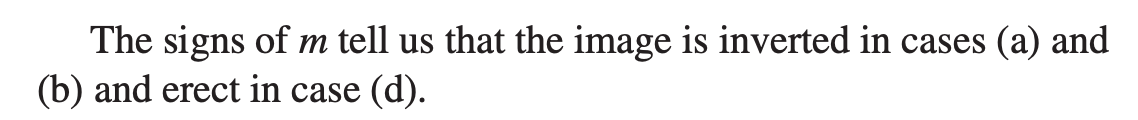 The signs of m tell us that the image is inverted in cases (a) and
(b) and erect in case (d).